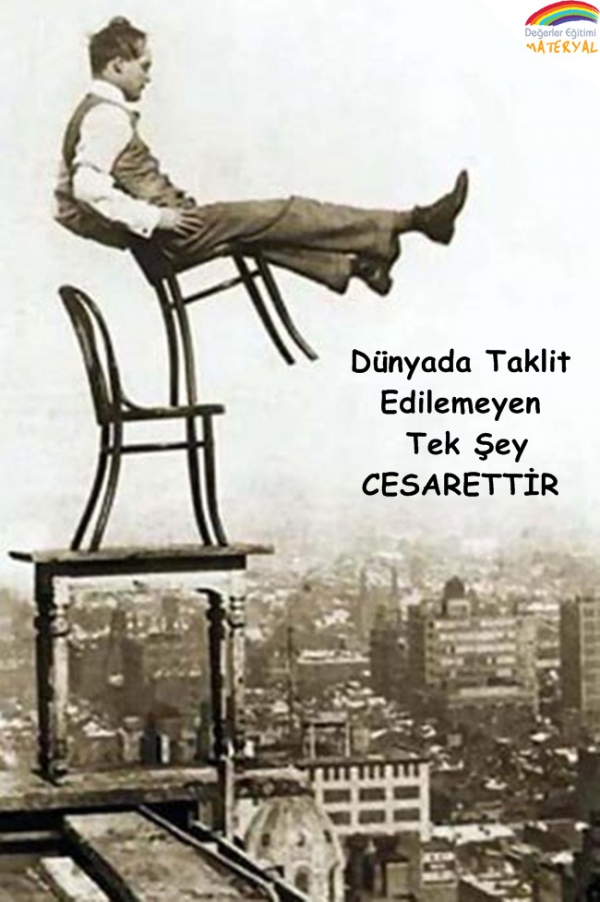 Değerler Eğitimi
MATERYAL
Dünyada Taklit
Edilemeyen
Tek Şey
CESARETTİR